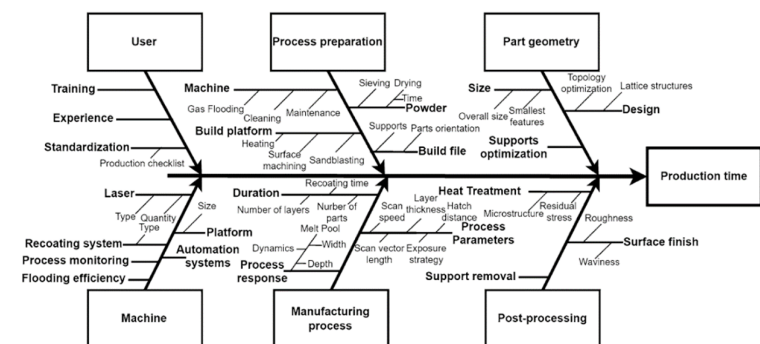 User
Process preparation
Part geometry
Training
Experience
Standardization
Production checklist
Machine
Gas Flooding
Cleaning
Maintenance
Sieving
Drying
Time
Powder
Build platform
Heating
Surface
machining
Sandblasting
Supports
Parts orientation
Build file
Size
Overall size
Smallest
features
Topology
optimization
Lattice structures
Design
Supports
optimization
Production time
Laser
Type
Quantity
Type
Size
Recoating system
Platform
Process monitoring
Automation
systems
Flooding efficiency
Duration
Recoating time
Number of layers
Nurber of
parts
Melt Pool
Dynamics
Width
Depth
Process
response
Scan
speed
Layer
thickness
Hatch
distance
Process
Parameters
Scan vector
length
Exposure
strategy
Heat Treatment
Microstructure
Residual
stress
Roughness
Surface finish
Waviness
Support removal
Machine
Manufacturing
process
Post-processing